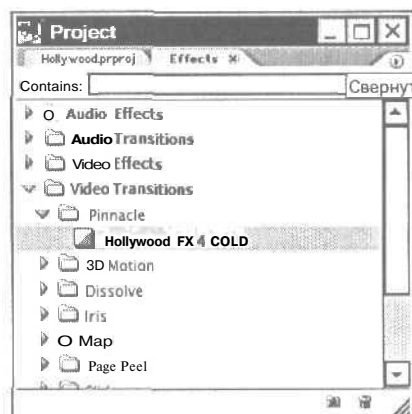 Project
Hollywood.prproj Effects ×
Contains: Сверну
O Audio Effects
Audio Transitions
Video Effects
Video Transitions
Pinnacle
Hollywood FX 4 COLD
3D Motion
Dissolve
Iris
O Map
Page Peel